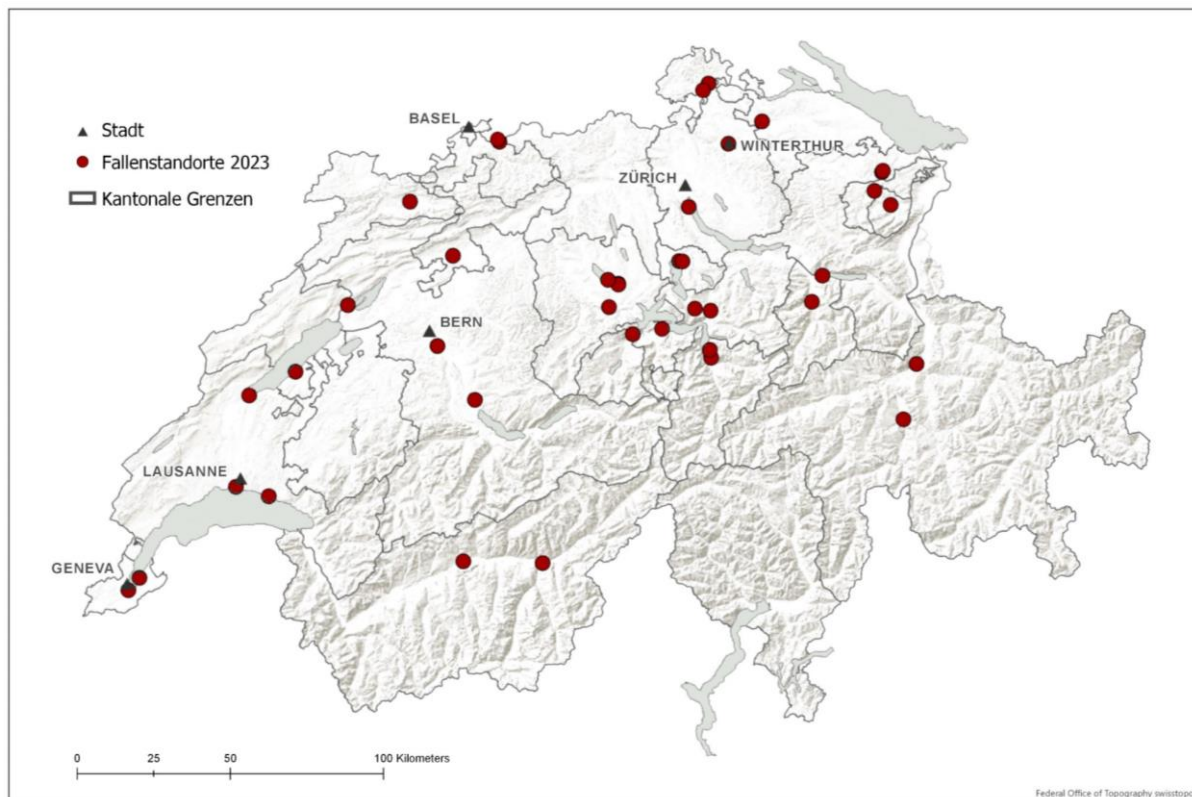 Stadt
Fallenstandorte 2023
Kantonale Grenzen
BASEL
WINTERTHUR
ZÜRICH
BERN
LAUSANNE
GENEVA
0 25 50 100 Kilometers
Federal Office of Topography swisstopo